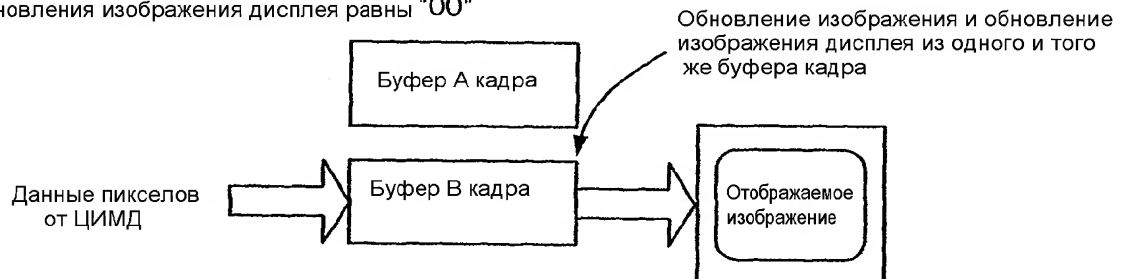 новления изображения дисплея равны "00"
Обновление изображения и обновление
изображения дисплея из одного и того
же буфера кадра
Буфер А кадра
Данные пикселов
от ЦИМД
Буфер В кадра
Отображаемое
изображение